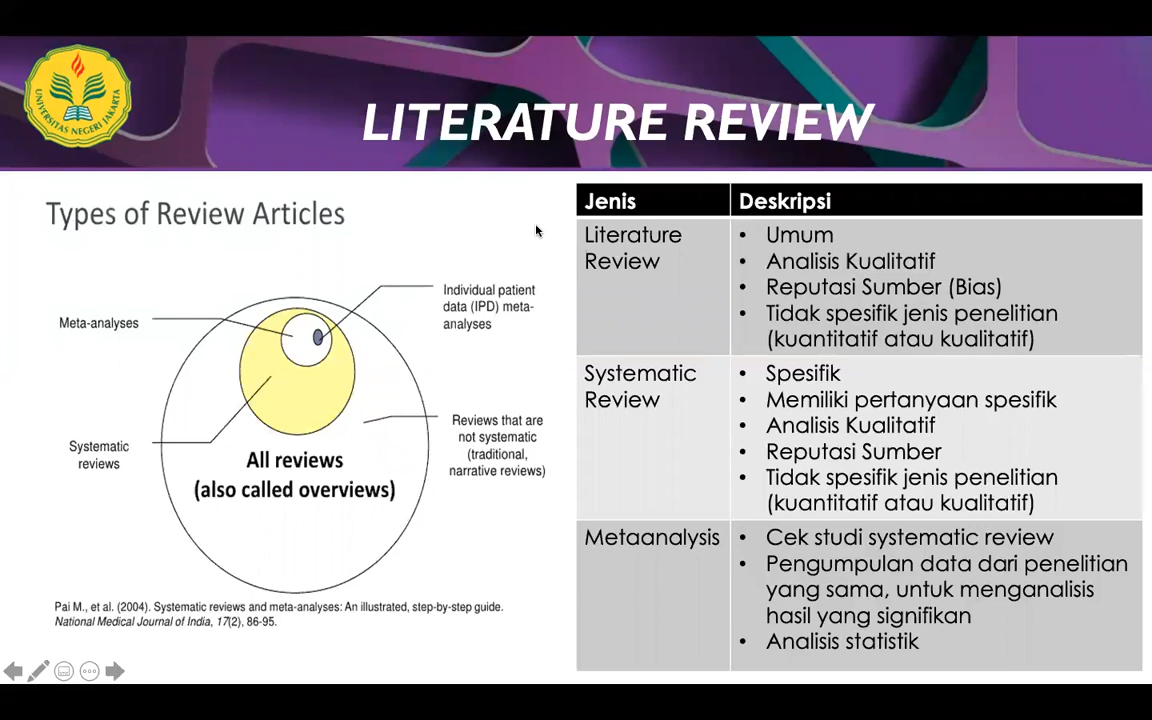 UNIVERSITAS NEGERI JAKARTA
LITERATURE REVIEW
Types of Review Articles
Meta-analyses
Individual patient
data (IPD) meta-
analyses
Systematic
reviews
Reviews that are
not systematic
(traditional,
narrative reviews)
All reviews
(also called overviews)
Pai M., et al. (2004). Systematic reviews and meta-analyses: An illustrated, step-by-step guide.
National Medical Journal of India, 17(2), 86-95.
Jenis
Deskripsi
Literature
Review
• Umum
• Analisis Kualitatif
• Reputasi Sumber (Bias)
• Tidak spesifik jenis penelitian
(kuantitatif atau kualitatif)
Systematic
Review
• Spesifik
• Memiliki pertanyaan spesifik
• Analisis Kualitatif
• Reputasi Sumber
• Tidak spesifik jenis penelitian
(kuantitatif atau kualitatif)
Metaanalysis
• Cek studi systematic review
• Pengumpulan data dari penelitian
yang sama, untuk menganalisis
hasil yang signifikan
• Analisis statistik